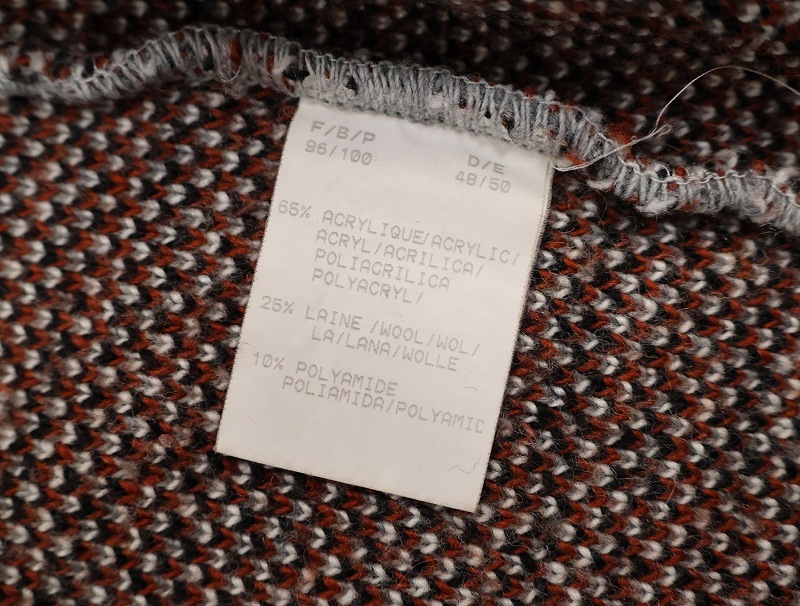 F/B/P
96/100
D/E
48/50
65% ACRYLIQUE/ACRYLIC/
ACRYL/ACRILICA/
POLIACRILICA
POLYACRYL/
25% LAINE/WOOL/WOL/
LA/LANA/WOLLE
10% POLYAMIDE
POLIAMIDA/POLYAMID